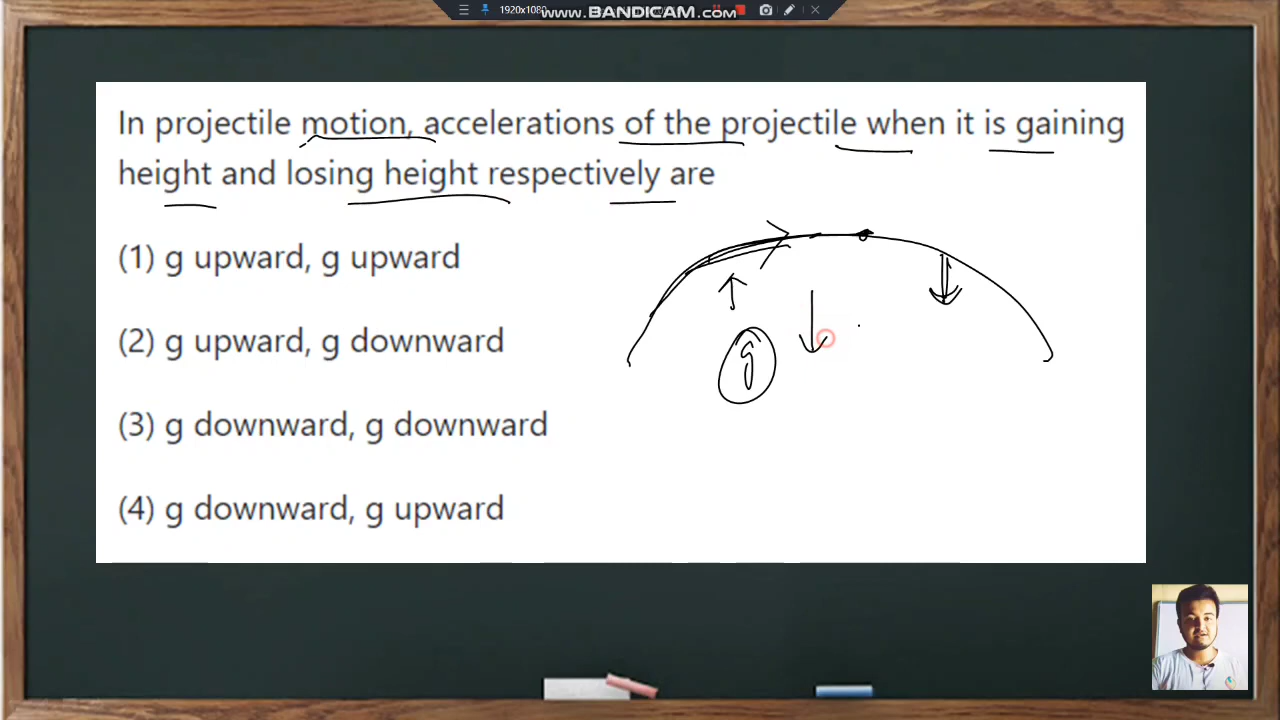 1920x1080
www.BANDICAM.com
In projectile motion, accelerations of the projectile when it is gaining
height and losing height respectively are
(1) g upward, g upward
(2) g upward, g downward
(3) g downward, g downward
(4) g downward, g upward
g